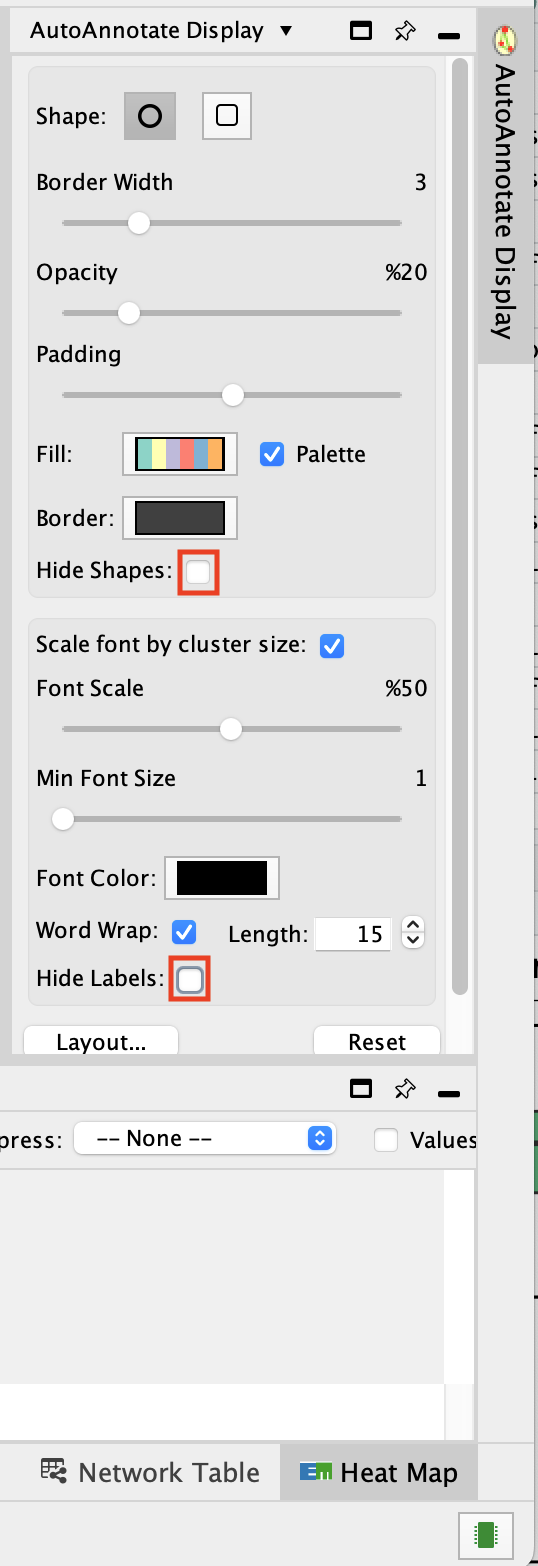 AutoAnnotate Display ▼
AutoAnnotate Display
Shape:
Border Width 3
Opacity %20
Padding
Fill: Palette
Border:
Hide Shapes:
Scale font by cluster size:
Font Scale %50
Min Font Size 1
Font Color:
Word Wrap: Length: 15
Hide Labels:
Layout... Reset
press: -- None -- Values
Network Table EM Heat Map